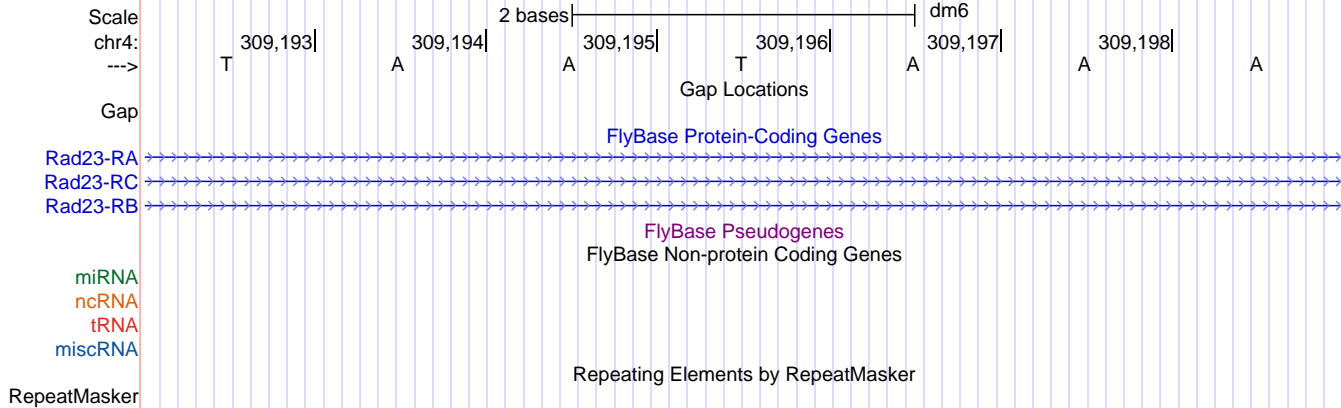 Scale 2 bases dm6
chr4: 309,193 309,194 309,195 309,196 309,197 309,198
---> T A A T A A A
Gap Locations
Gap
FlyBase Protein-Coding Genes
Rad23-RA
Rad23-RC
Rad23-RB
FlyBase Pseudogenes
FlyBase Non-protein Coding Genes
miRNA
ncRNA
tRNA
miscRNA
Repeating Elements by RepeatMasker
RepeatMasker